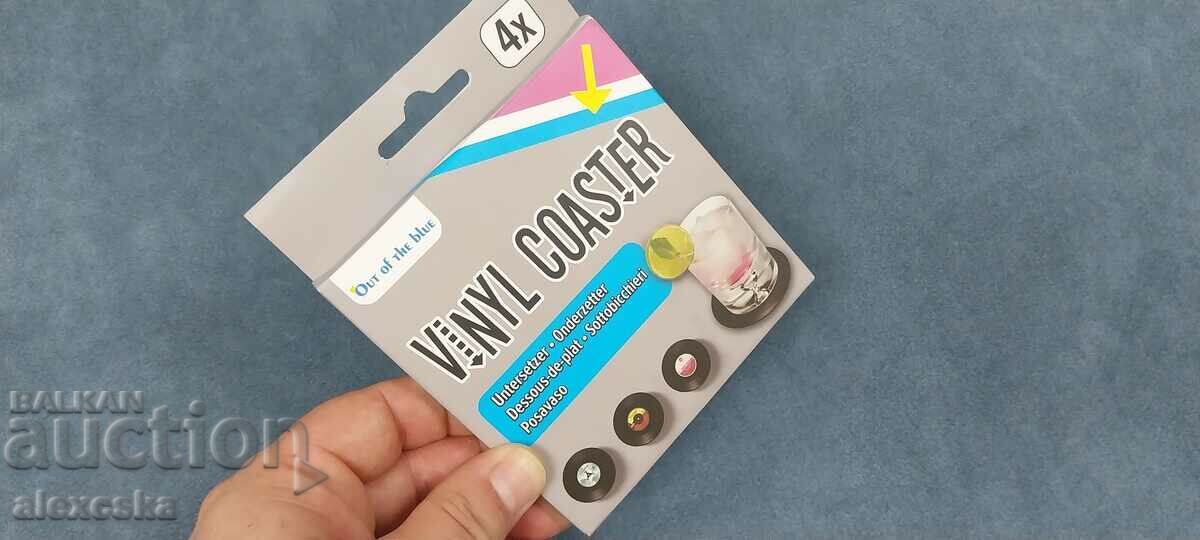 4x
Out of the blue
VINYL COASTER
Untersetzer • Onderzetter
Dessous-de-plat • Sottobicchieri
Posavaso
BALKAN
auction
alexcska